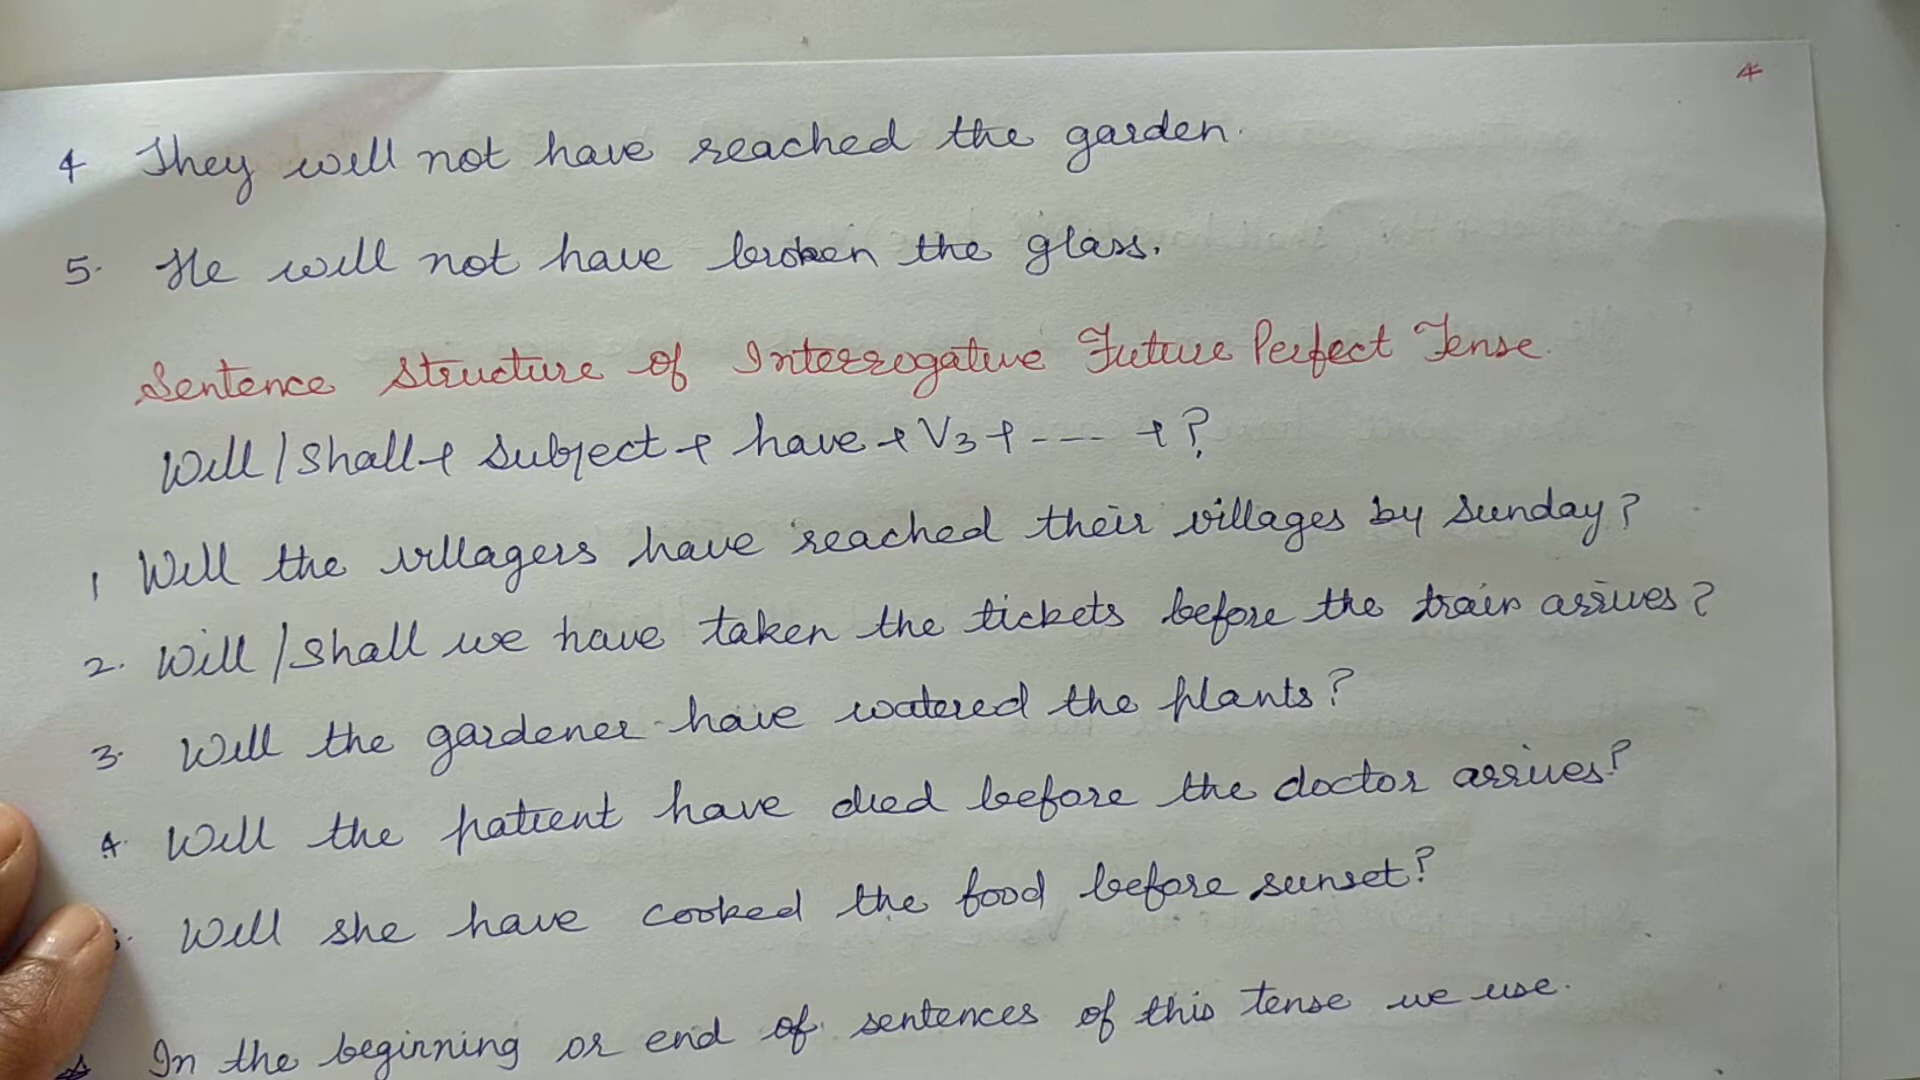 4
4 They will not have reached the garden.
5. He will not have broken the glass.
Sentence Structure of Interrogative Future Perfect Tense.
Will / Shall + Subject + have + V3 + ---- + ?
1 Will the villagers have reached their villages by Sunday?
2. Will / Shall we have taken the tickets before the train arrives?
3. Will the gardener have watered the plants?
4. Will the patient have died before the doctor arrives?
5. Will she have cooked the food before sunset?
In the beginning or end of sentences of this tense we use.